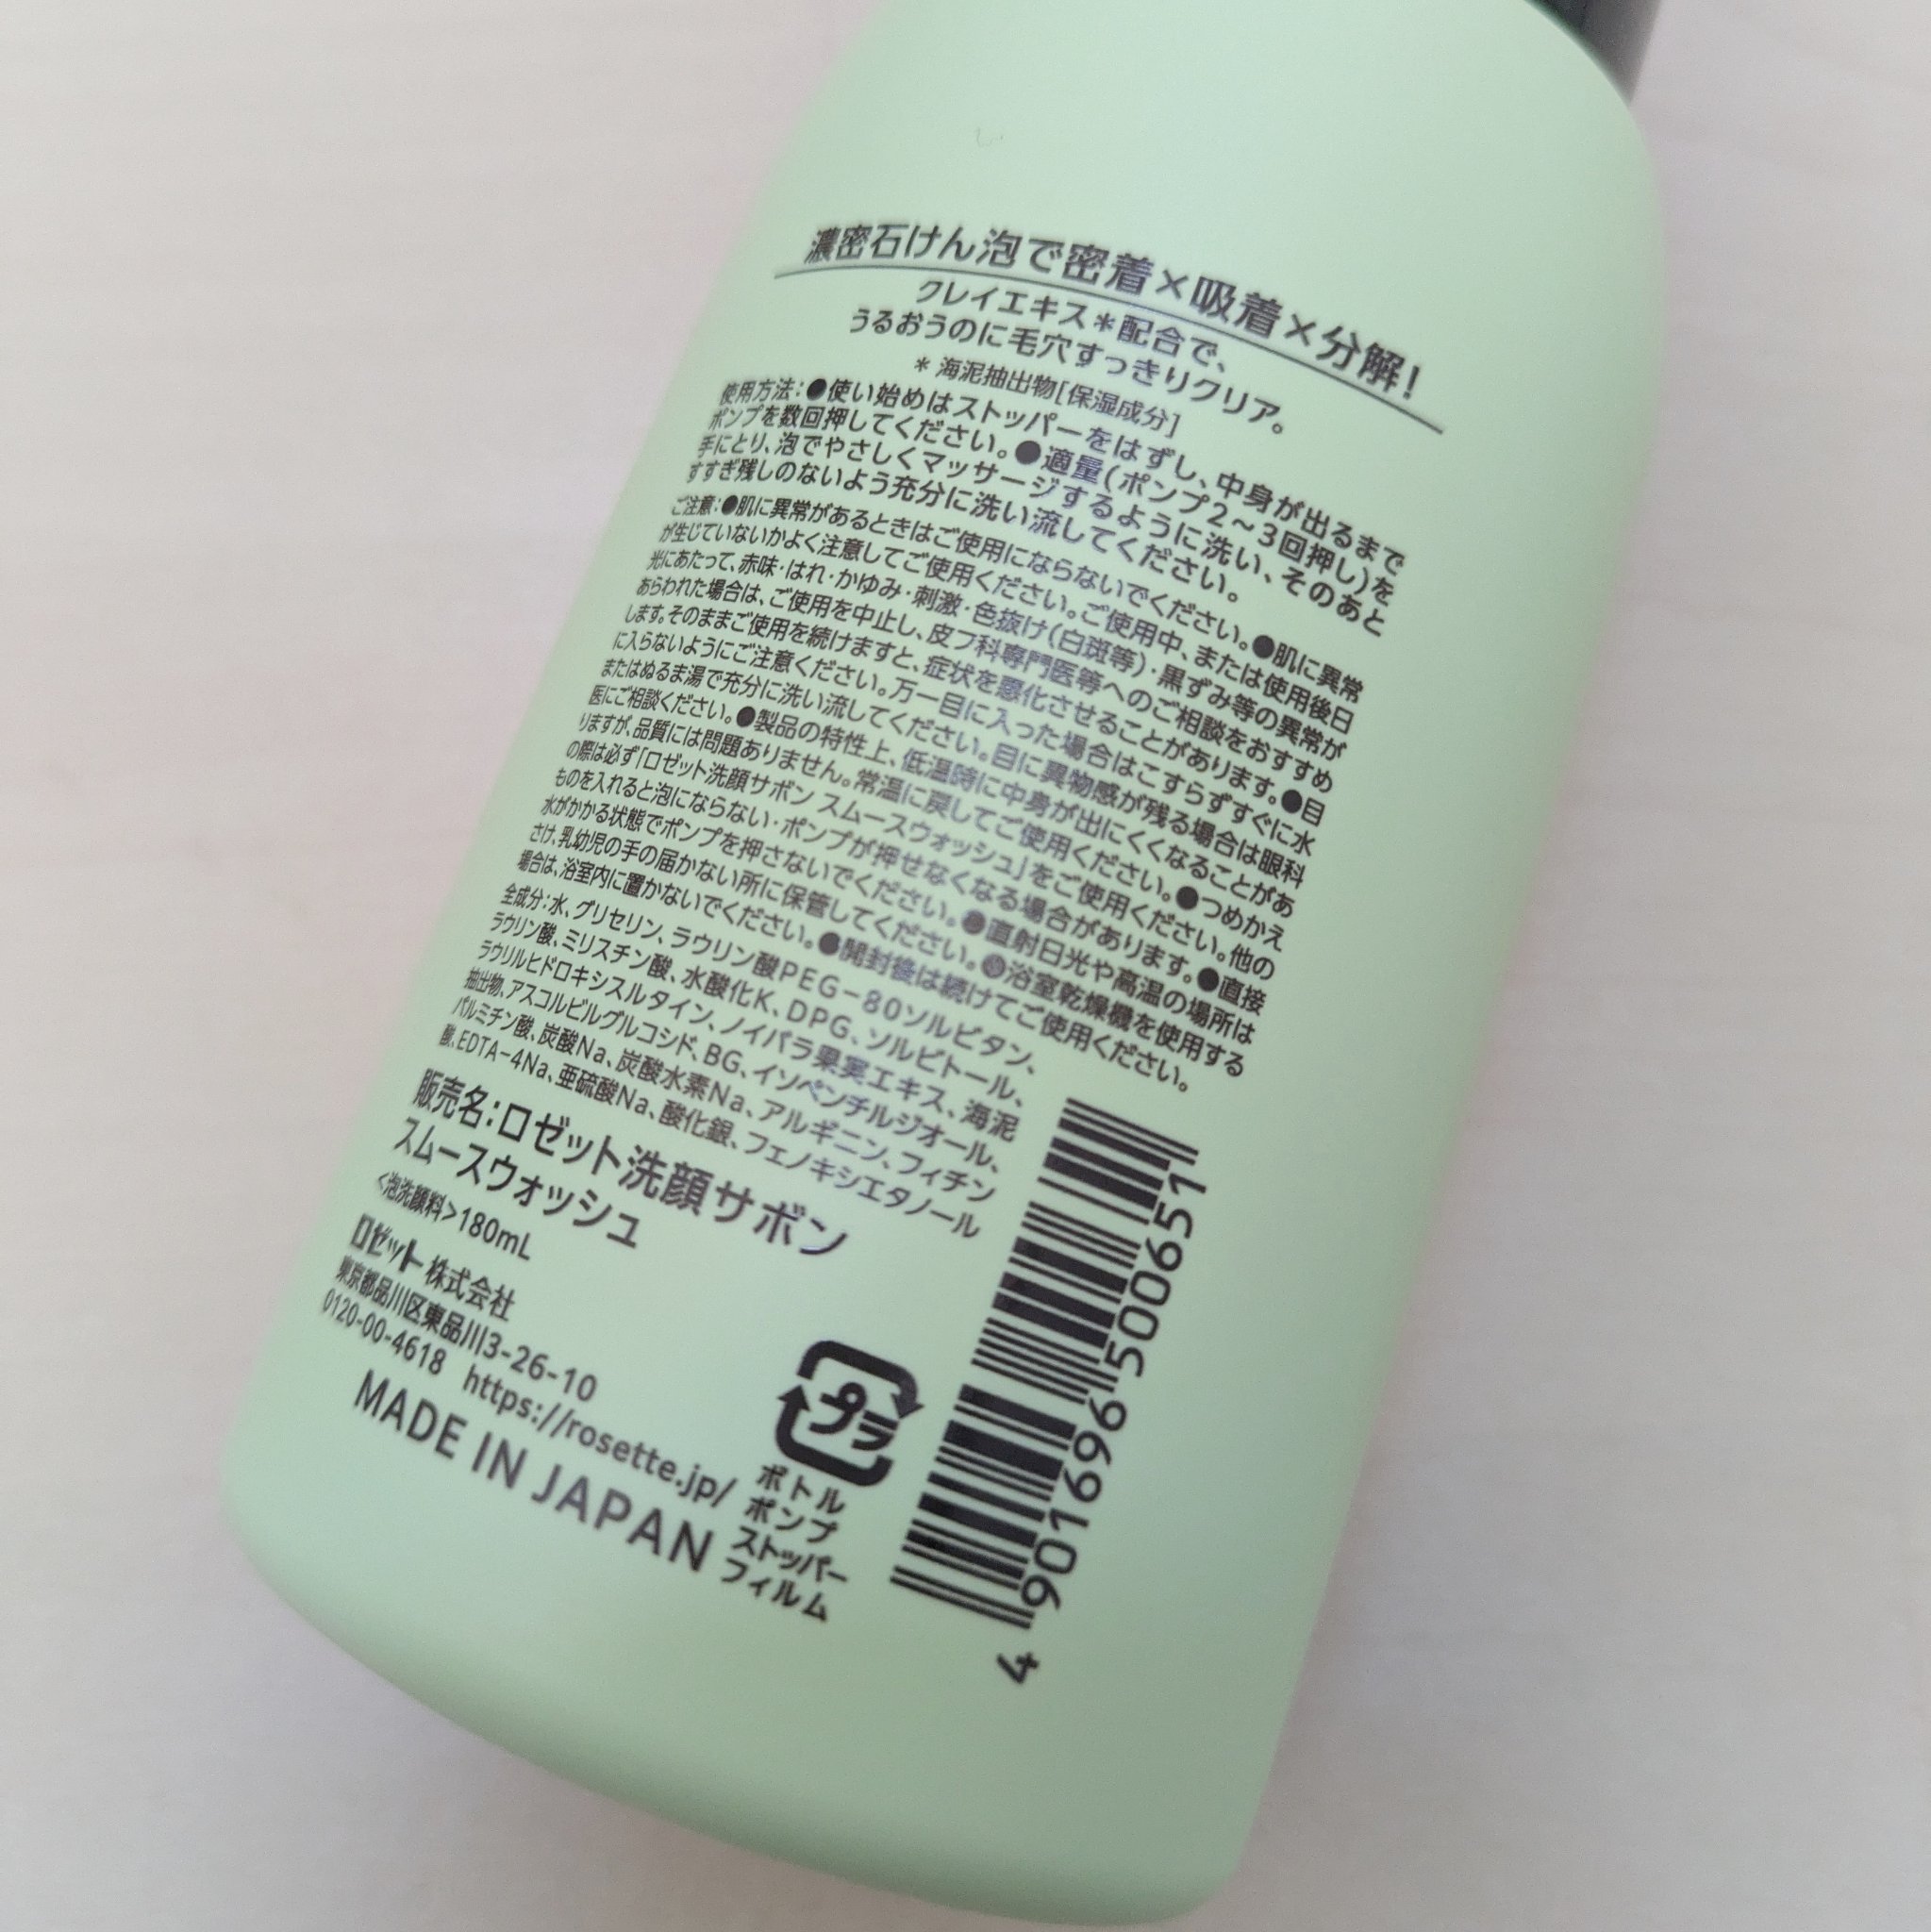 濃密石けん泡で密着×吸着×分解!
クレイエキス*配合で、
うるおうのに毛穴すっきりクリア。
* 海泥抽出物[保湿成分]
使用方法:●使い始めはストッパーをはずし、中身が出るまで
ポンプを数回押してください。●適量(ポンプ2~3回押し)を
手にとり、泡でやさしくマッサージするように洗い、そのあと
すすぎ残しのないよう充分に洗い流してください。
ご注意:●肌に異常があるときはご使用にならないでください。●肌に異常
が生じていないかよく注意してご使用ください。ご使用中、または使用後日
光にあたって、赤味・はれ・かゆみ・刺激・色抜け(白斑等)・黒ずみ等の異常が
あらわれた場合は、ご使用を中止し、皮フ科専門医等へのご相談をおすすめ
します。そのままご使用を続けますと、症状を悪化させることがあります。●目
に入らないようにご注意ください。万一目に入った場合はこすらずすぐに水
またはぬるま湯で充分に洗い流してください。目に異物感が残る場合は眼科
医にご相談ください。●製品の特性上、低温時に中身が出にくくなることがあ
りますが、品質には問題ありません。常温に戻してご使用ください。●つめかえ
の際は必ず「ロゼット洗顔サボン スムースウォッシュ」をご使用ください。他の
ものを入れると泡にならない・ポンプが押せなくなる場合があります。●直接
水がかかる状態でポンプを押さないでください。●直射日光や高温の場所は
さけ、乳幼児の手の届かない所に保管してください。●浴室乾燥機を使用する
場合は、浴室内に置かないでください。●開封後は続けてご使用ください。
全成分:水、グリセリン、ラウリン酸PEG-80ソルビタン、
ラウリン酸、ミリスチン酸、水酸化K、DPG、ソルビトール、
ラウリルヒドロキシスルタイン、ノイバラ果実エキス、海泥
抽出物、アスコルビルグルコシド、BG、イソペンチルジオール、
パルミチン酸、炭酸Na、炭酸水素Na、アルギニン、フィチン
酸、EDTA-4Na、亜硫酸Na、酸化銀、フェノキシエタノール
販売名:ロゼット洗顔サボン
スムースウォッシュ
<泡洗顔料>180mL
ロゼット株式会社
東京都品川区東品川3-26-10
0120-00-4618 https://rosette.jp/
MADE IN JAPAN
プラ
ボトル
ポンプ
ストッパー
フィルム
4 901696 500651